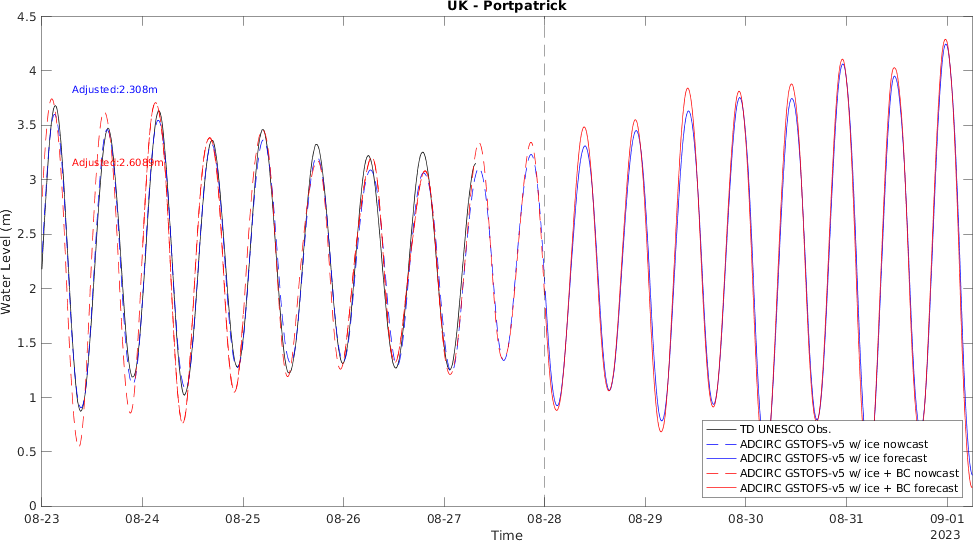 UK - Portpatrick
4.5
4
3.5
3
2.5
2
1.5
1
0.5
0
Water Level (m)
Adjusted:2.308m
Adjusted:2.6089m
TD UNESCO Obs.
ADCIRC GSTOFS-v5 w/ ice nowcast
ADCIRC GSTOFS-v5 w/ ice forecast
ADCIRC GSTOFS-v5 w/ ice + BC nowcast
ADCIRC GSTOFS-v5 w/ ice + BC forecast
08-23 08-24 08-25 08-26 08-27 08-28 08-29 08-30 08-31 09-01
2023
Time